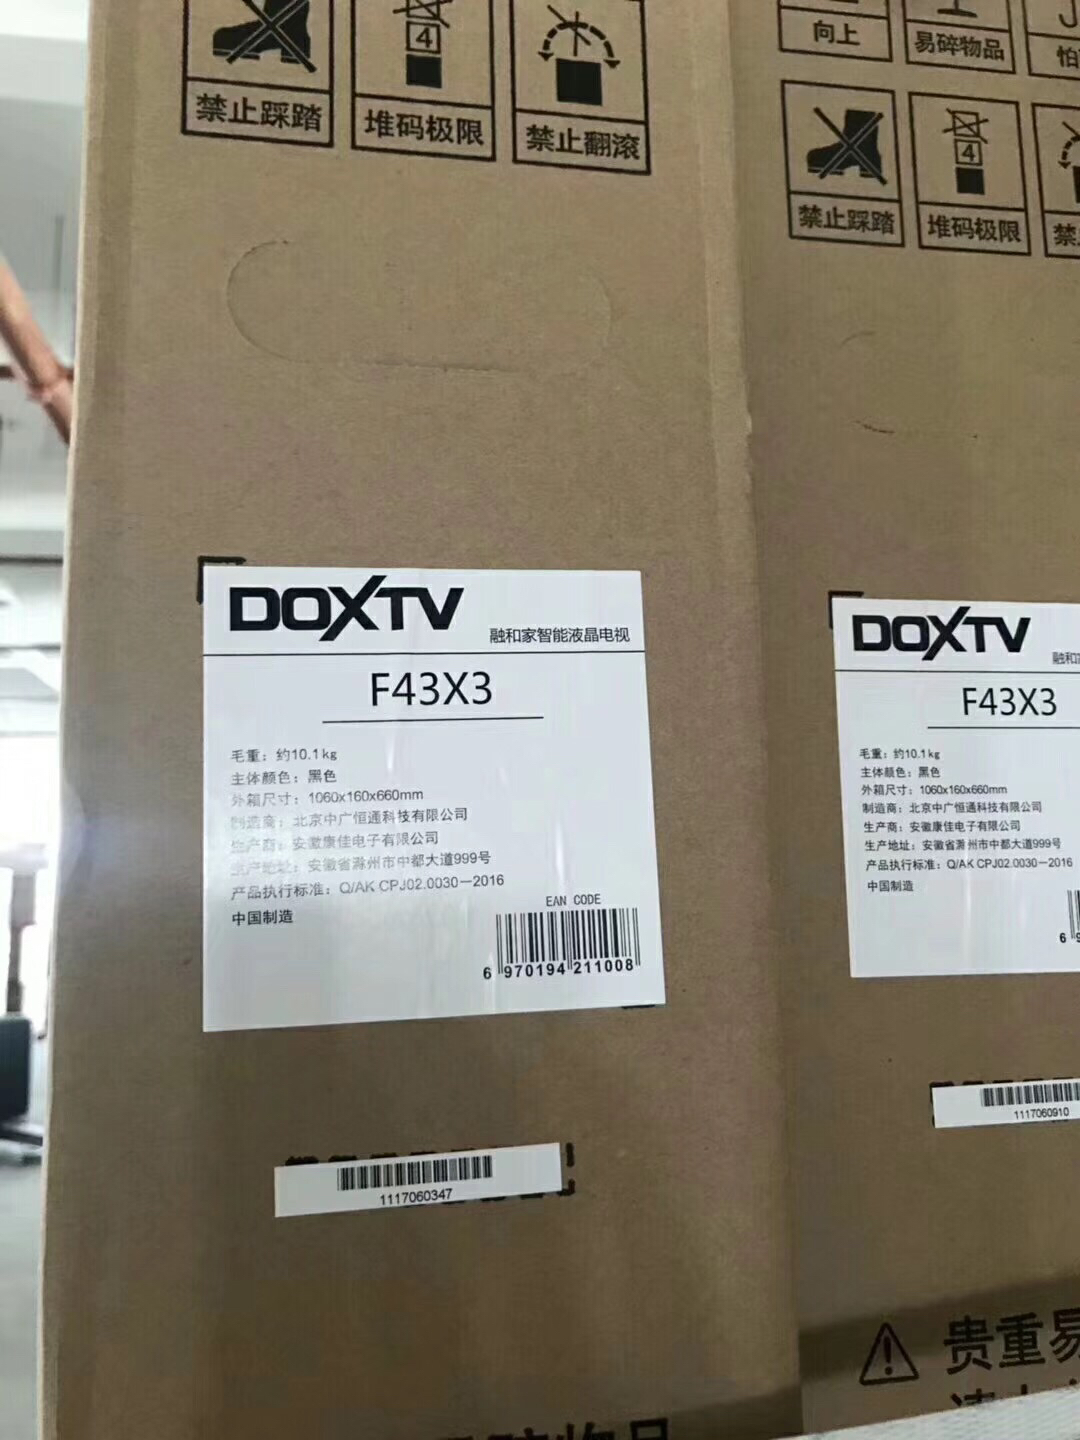 4
禁止踩踏
堆码极限
禁止翻滚
向上
易碎物品
怕
4
禁止踩踏
堆码极限
禁
DOXTV
融和家智能液晶电视
F43X3
毛重：约10.1kg
主体颜色：黑色
外箱尺寸：1060x160x660mm
制造商：北京中广恒通科技有限公司
生产商：安徽康佳电子有限公司
生产地址：安徽省滁州市中都大道999号
产品执行标准：Q/AK CPJ02.0030—2016
中国制造
EAN CODE
6 970194 211008
1117060347
DOXTV
融和
F43X3
毛重：约10.1kg
主体颜色：黑色
外箱尺寸：1060x160x660mm
制造商：北京中广恒通科技有限公司
生产商：安徽康佳电子有限公司
生产地址：安徽省滁州市中都大道999号
产品执行标准：Q/AK CPJ02.0030—2016
中国制造
6
1117060910
贵重易